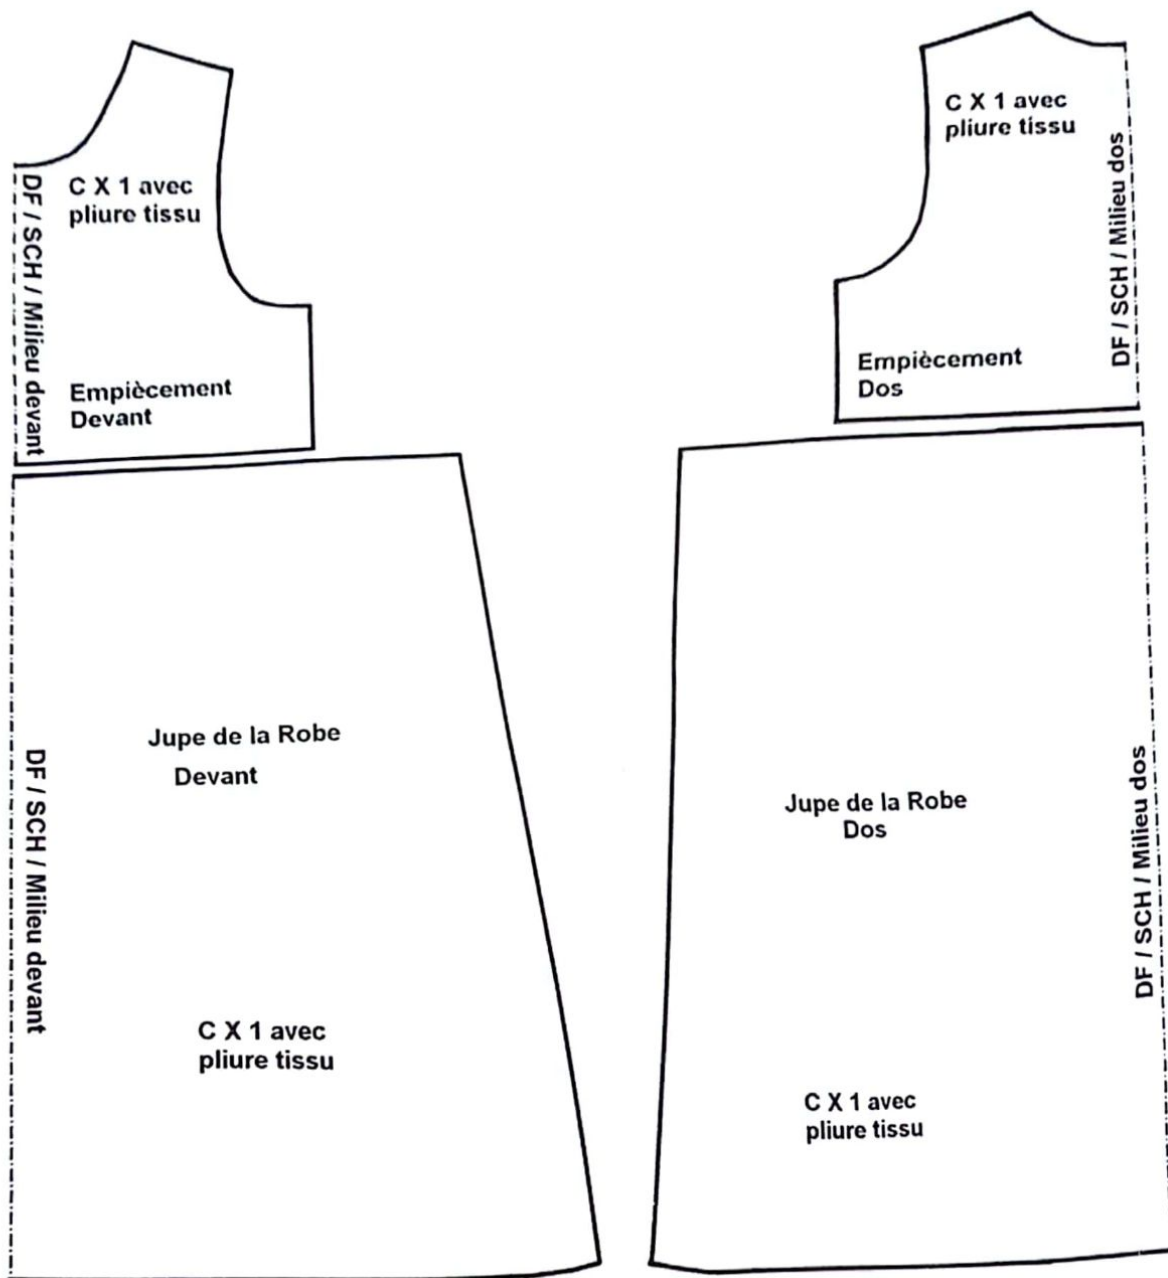 C X 1 avec
pliure tissu
DF / SCH / Milieu devant
Empiècement
Devant
C X 1 avec
pliure tissu
DF / SCH / Milieu dos
Empiècement
Dos
Jupe de la Robe
Devant
DF / SCH / Milieu devant
C X 1 avec
pliure tissu
Jupe de la Robe
Dos
DF / SCH / Milieu dos
C X 1 avec
pliure tissu